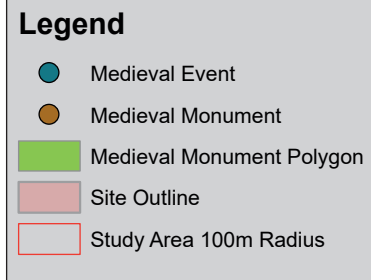 Legend
Medieval Event
Medieval Monument
Medieval Monument Polygon
Site Outline
Study Area 100m Radius